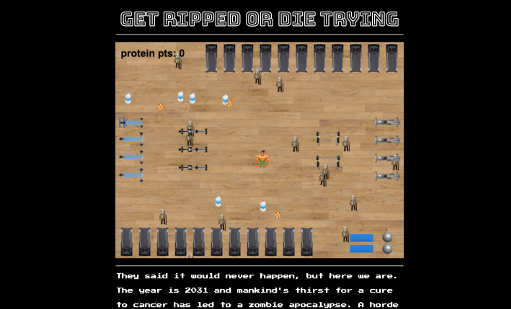 GET RIPPED OR DIE TRYING
protein pts: 0
They said it would never happen, but here we are.
The year is 2031 and mankind's thirst for a cure
to cancer has led to a zombie apocalypse. A horde